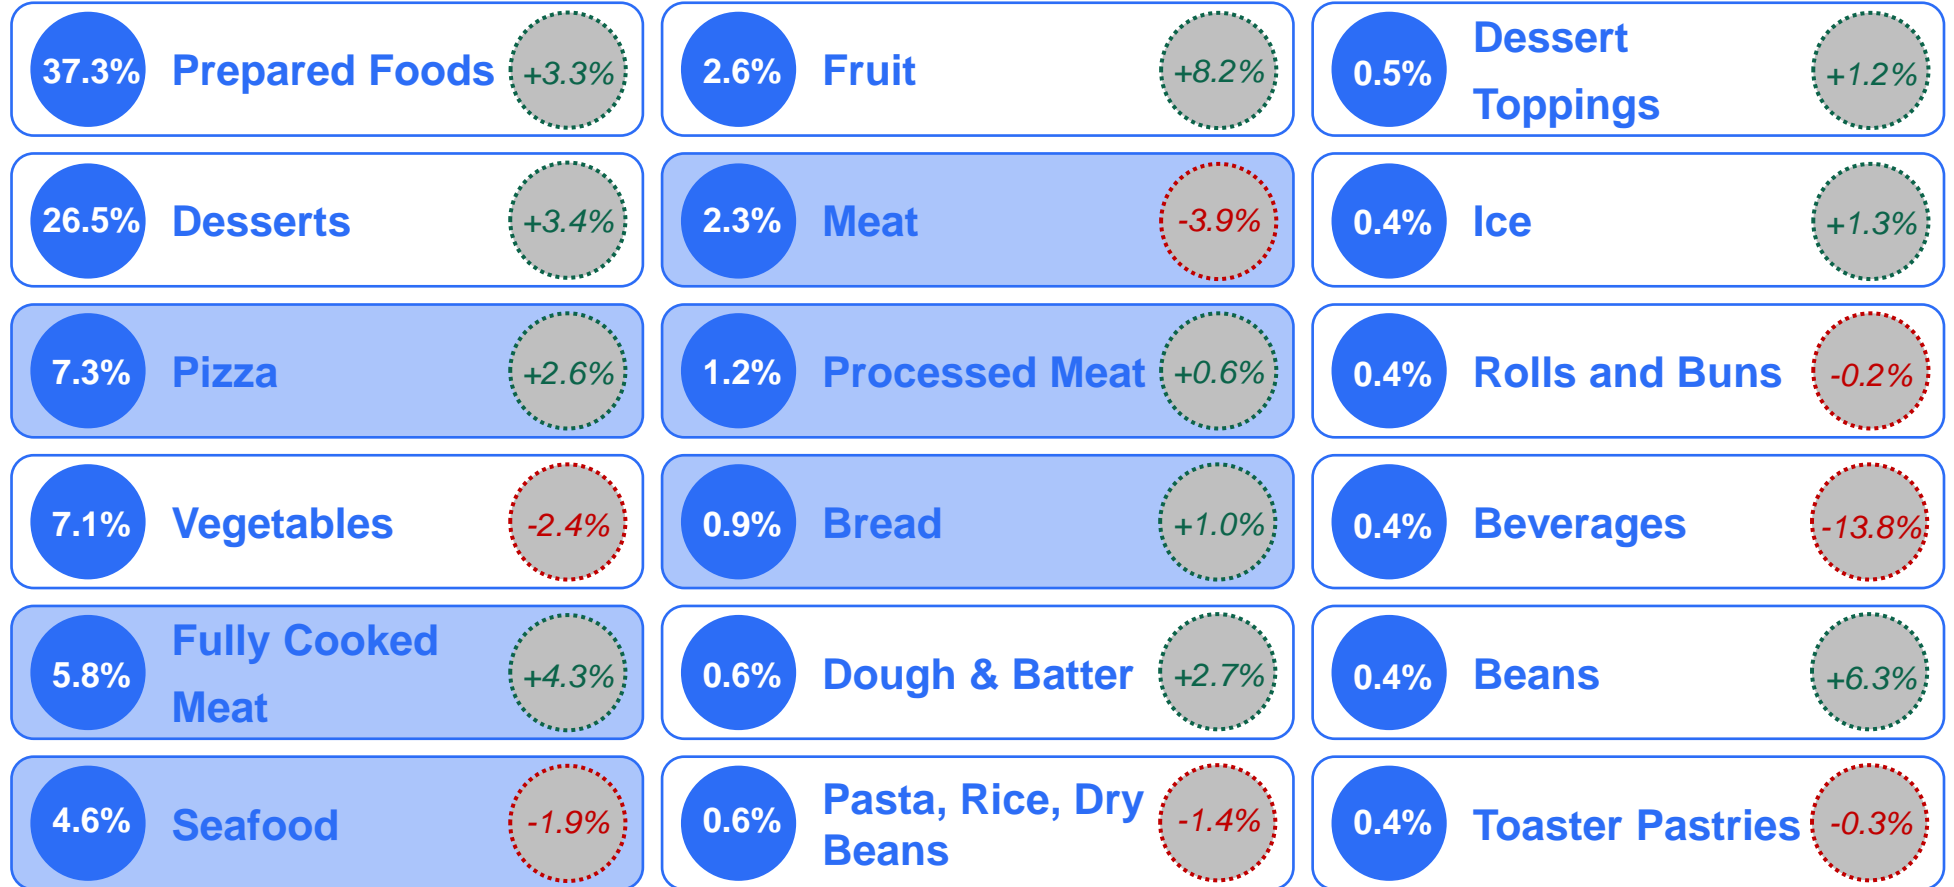 37.3% Prepared Foods +3.3%
26.5% Desserts +3.4%
7.3% Pizza +2.6%
7.1% Vegetables -2.4%
5.8% Fully Cooked
Meat +4.3%
4.6% Seafood -1.9%
2.6% Fruit +8.2%
2.3% Meat -3.9%
1.2% Processed Meat +0.6%
0.9% Bread +1.0%
0.6% Dough & Batter +2.7%
0.6% Pasta, Rice, Dry
Beans -1.4%
0.5% Dessert
Toppings +1.2%
0.4% Ice +1.3%
0.4% Rolls and Buns -0.2%
0.4% Beverages -13.8%
0.4% Beans +6.3%
0.4% Toaster Pastries -0.3%